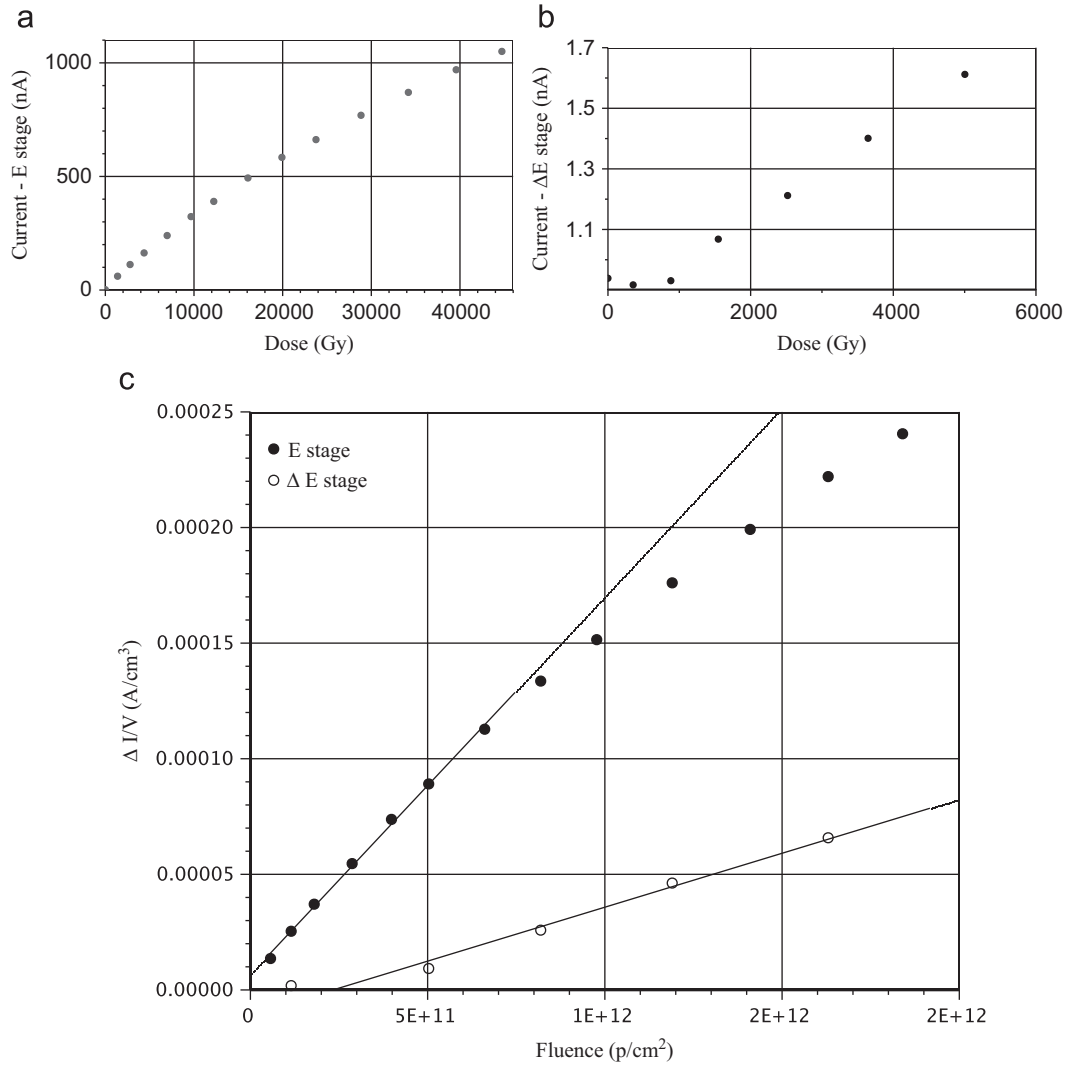 a
Current - E stage (nA)
1000
500
0
0
10000
20000
30000
40000
Dose (Gy)
b
Current - ΔE stage (nA)
1.7
1.5
1.3
1.1
0
2000
4000
6000
Dose (Gy)
c
Δ I/V (A/cm³)
0.00025
0.00020
0.00015
0.00010
0.00005
0.00000
E stage
Δ E stage
0
5E+11
1E+12
2E+12
2E+12
Fluence (p/cm²)